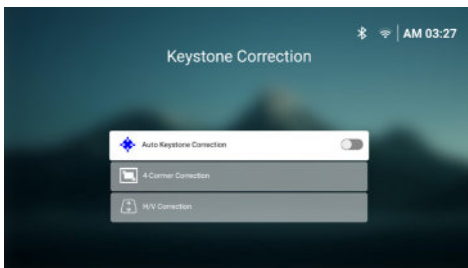 AM 03:27
Keystone Correction
Auto Keystone Correction
4-Corner Correction
H/V Correction